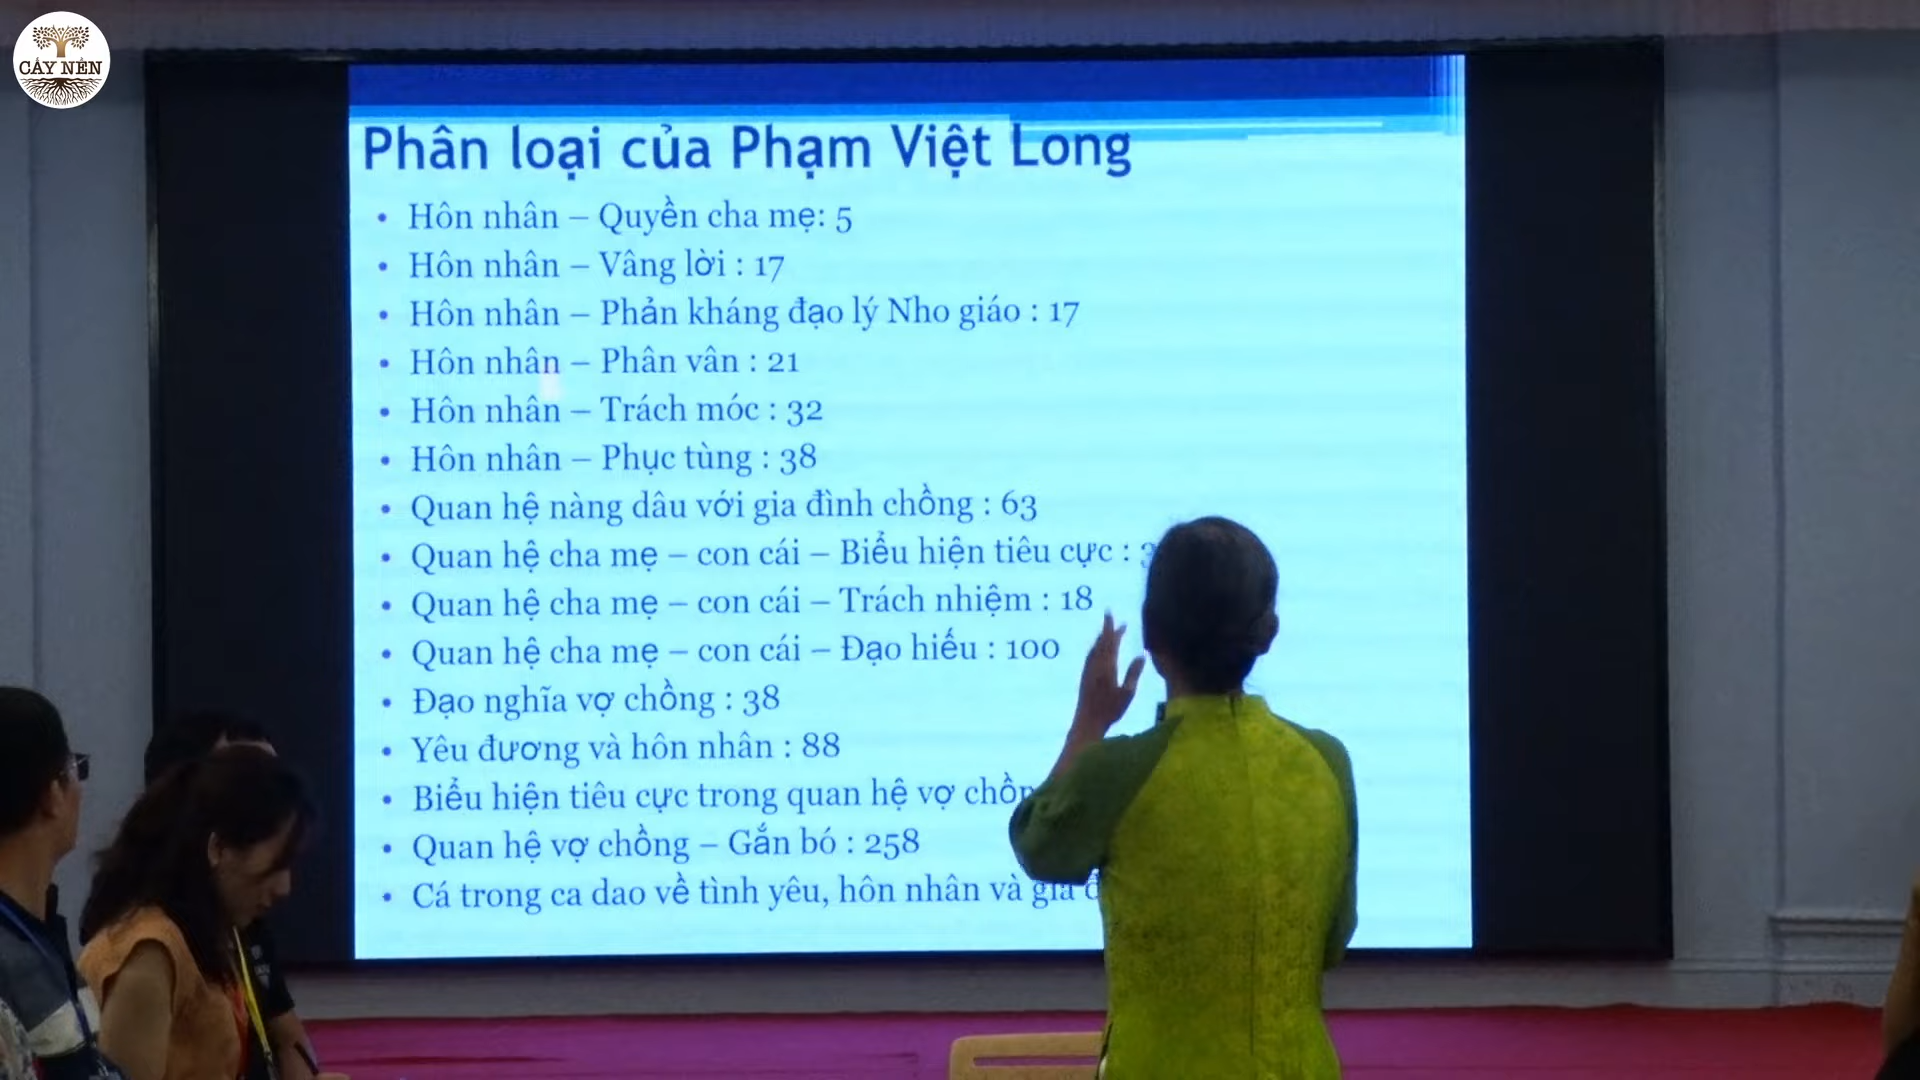 CÂY NÊN
Phân loại của Phạm Việt Long
• Hôn nhân – Quyền cha mẹ: 5
• Hôn nhân – Vâng lời : 17
• Hôn nhân – Phản kháng đạo lý Nho giáo : 17
• Hôn nhân – Phân vân : 21
• Hôn nhân – Trách móc : 32
• Hôn nhân – Phục tùng : 38
• Quan hệ nàng dâu với gia đình chồng : 63
• Quan hệ cha mẹ – con cái – Biểu hiện tiêu cực :
• Quan hệ cha mẹ – con cái – Trách nhiệm : 18
• Quan hệ cha mẹ – con cái – Đạo hiếu : 100
• Đạo nghĩa vợ chồng : 38
• Yêu đương và hôn nhân : 88
• Biểu hiện tiêu cực trong quan hệ vợ
• Quan hệ vợ chồng – Gắn bó : 258
• Cá trong ca dao về tình yêu, hôn nhân và gia